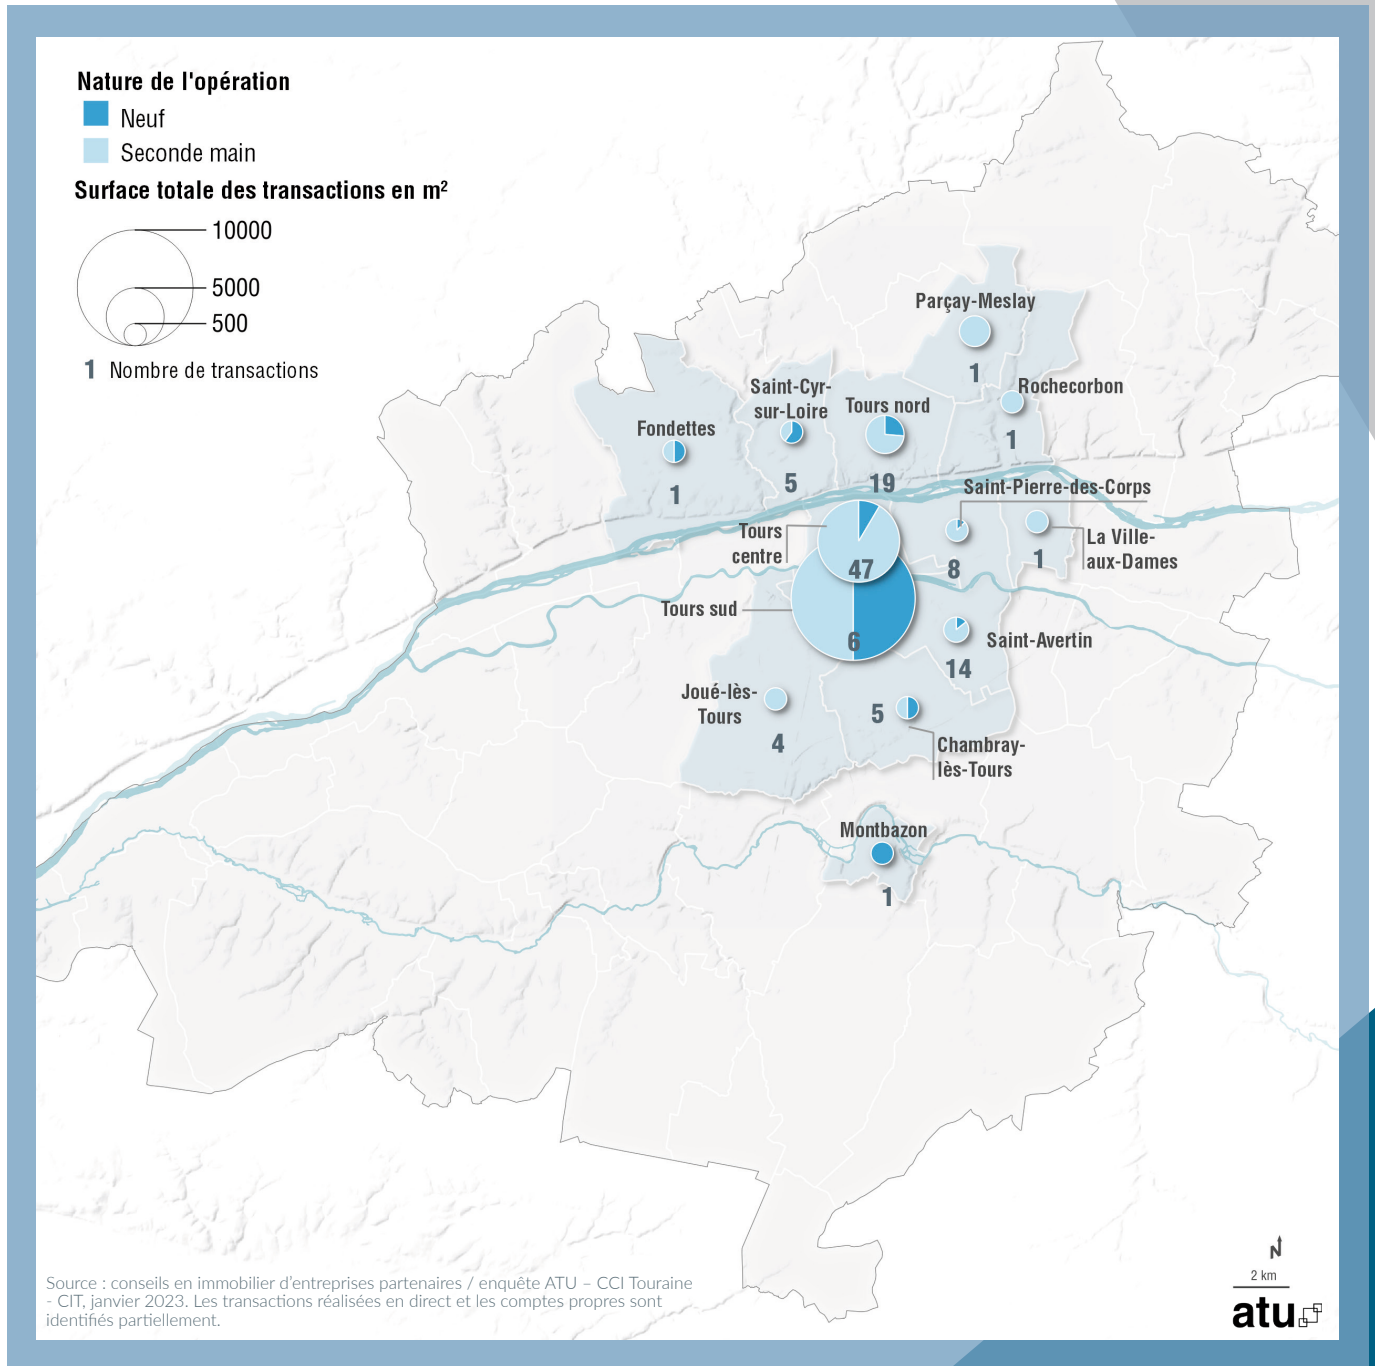 Nature de l'opération
Neuf
Seconde main
Surface totale des transactions en m²
10000
5000
500
1 Nombre de transactions
Parçay-Meslay
1
Rochecorbon
1
Saint-Cyr-
sur-Loire
5
Tours nord
19
Fondettes
1
Saint-Pierre-des-Corps
8
Tours
centre
47
La Ville-
aux-Dames
1
Tours sud
6
Saint-Avertin
14
Joué-lès-
Tours
4
5
Chambray-
lès-Tours
Montbazon
1
Source : conseils en immobilier d'entreprises partenaires / enquête ATU – CCI Touraine
- CIT, janvier 2023. Les transactions réalisées en direct et les comptes propres sont
identifiés partiellement.
N
2 km
atu